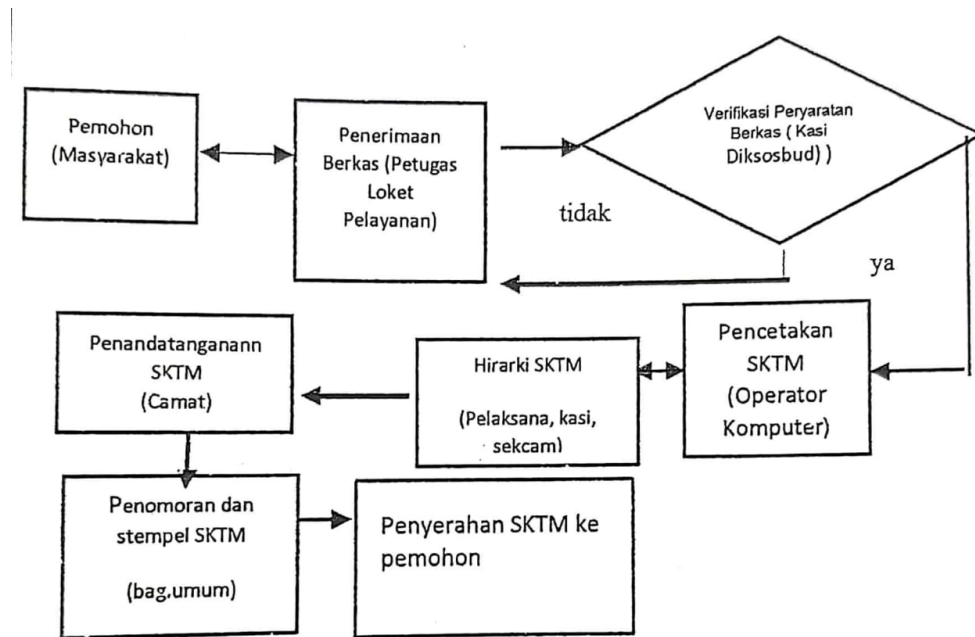 Pemohon
(Masyarakat)
Penerimaan
Berkas (Petugas
Loket
Pelayanan)
Verifikasi Peryaratan
Berkas ( Kasi
Diksosbud) )
tidak
ya
Pencetakan
SKTM
(Operator
Komputer)
Hirarki SKTM
(Pelaksana, kasi,
sekcam)
Penandatanganann
SKTM
(Camat)
Penomoran dan
stempel SKTM
(bag.umum)
Penyerahan SKTM ke
pemohon